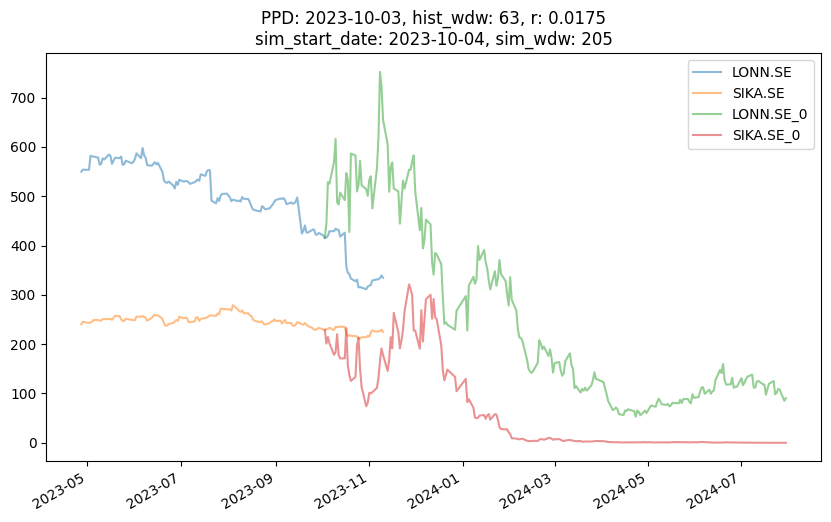 PPD: 2023-10-03, hist_wdw: 63, r: 0.0175
sim_start_date: 2023-10-04, sim_wdw: 205
LONN.SE
SIKA.SE
LONN.SE_0
SIKA.SE_0
700
600
500
400
300
200
100
0
2023-05
2023-07
2023-09
2023-11
2024-01
2024-03
2024-05
2024-07